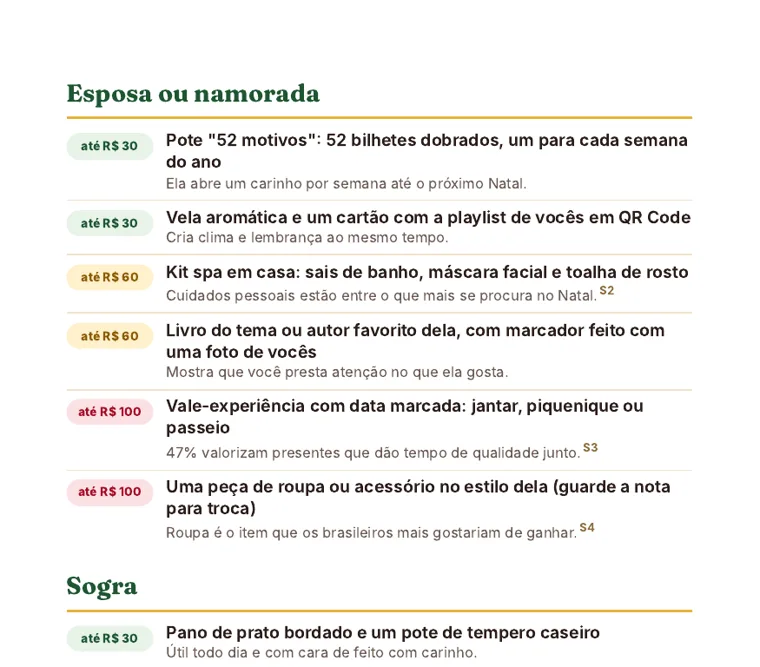 Esposa ou namorada
até R$ 30
Pote "52 motivos": 52 bilhetes dobrados, um para cada semana
do ano
Ela abre um carinho por semana até o próximo Natal.
até R$ 30
Vela aromática e um cartão com a playlist de vocês em QR Code
Cria clima e lembrança ao mesmo tempo.
até R$ 60
Kit spa em casa: sais de banho, máscara facial e toalha de rosto
Cuidados pessoais estão entre o que mais se procura no Natal. S2
até R$ 60
Livro do tema ou autor favorito dela, com marcador feito com
uma foto de vocês
Mostra que você presta atenção no que ela gosta.
até R$ 100
Vale-experiência com data marcada: jantar, piquenique ou
passeio
47% valorizam presentes que dão tempo de qualidade junto. S3
até R$ 100
Uma peça de roupa ou acessório no estilo dela (guarde a nota
para troca)
Roupa é o item que os brasileiros mais gostariam de ganhar. S4
Sogra
até R$ 30
Pano de prato bordado e um pote de tempero caseiro
Útil todo dia e com cara de feito com carinho.